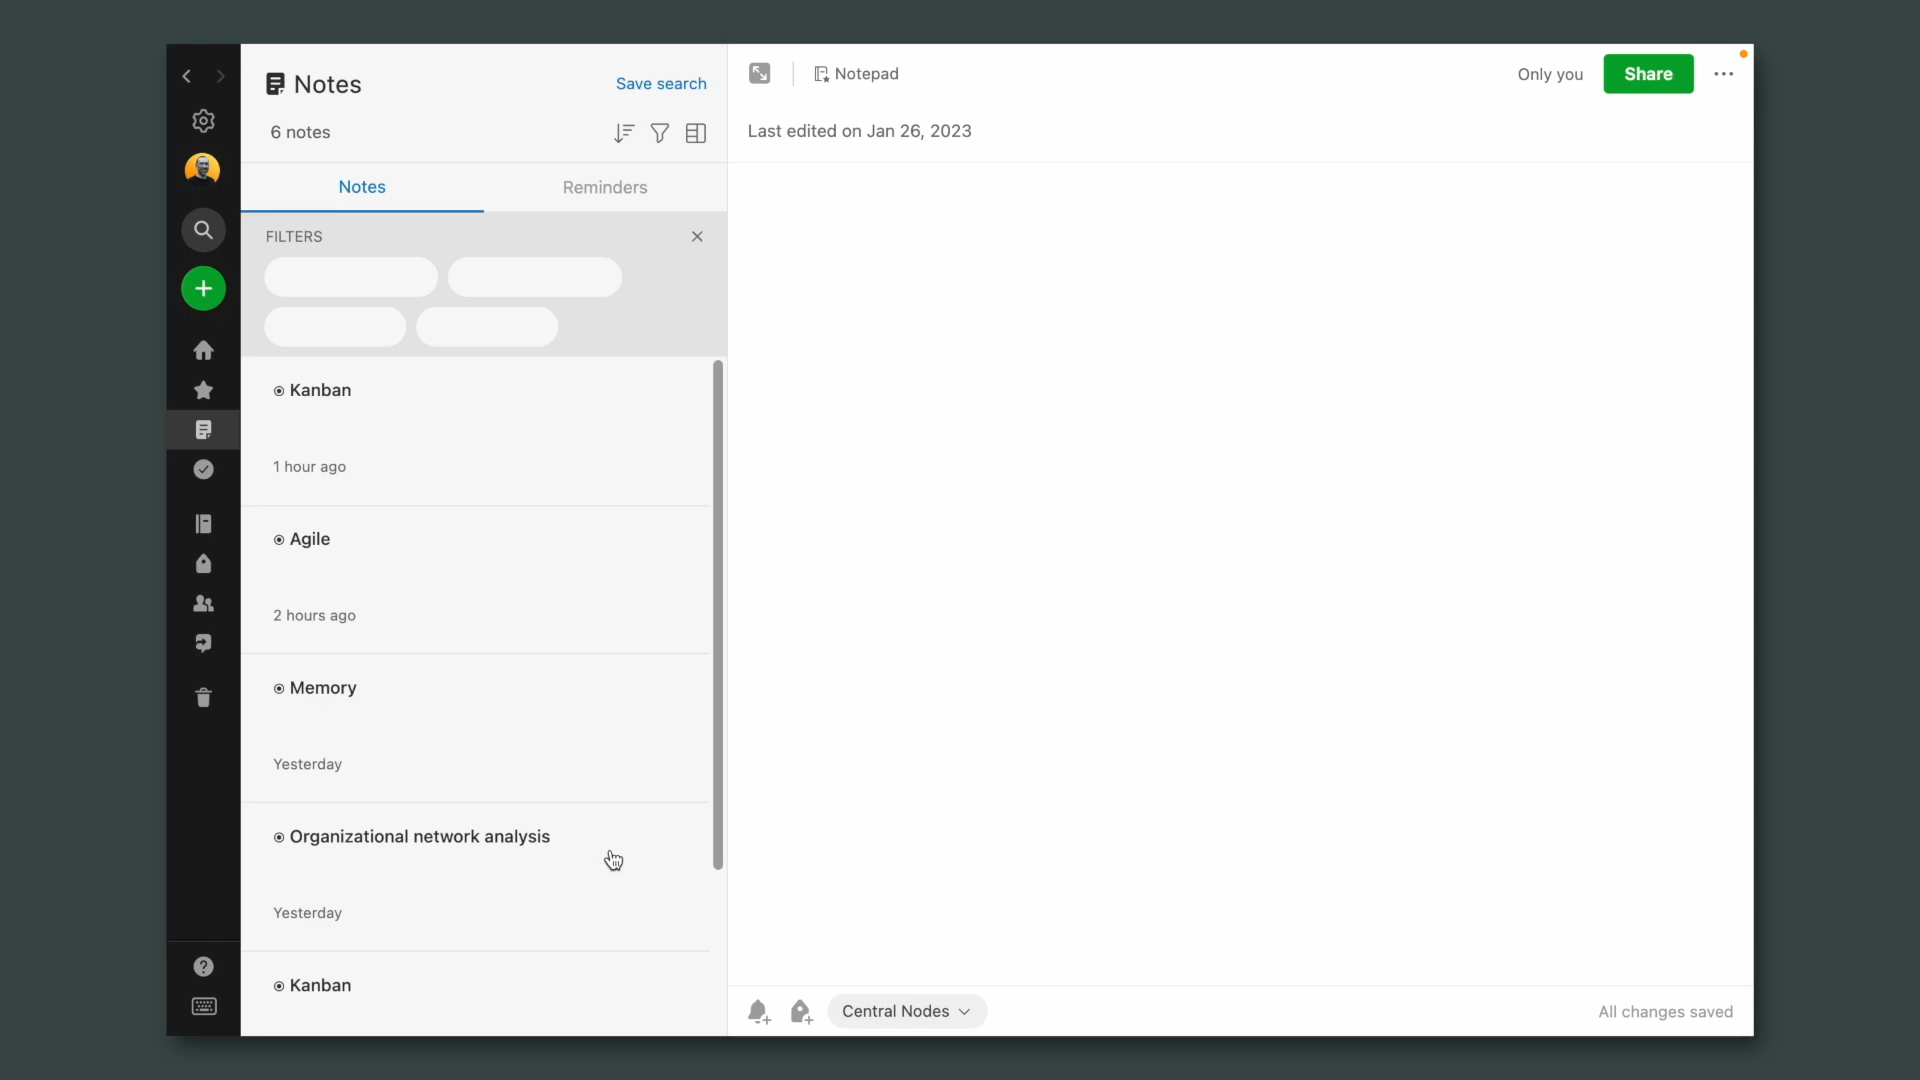 Notes
Save search
6 notes
Notes
Reminders
FILTERS
Kanban
1 hour ago
Agile
2 hours ago
Memory
Yesterday
Organizational network analysis
Yesterday
Kanban
Notepad
Only you
Share
Last edited on Jan 26, 2023
Central Nodes
All changes saved